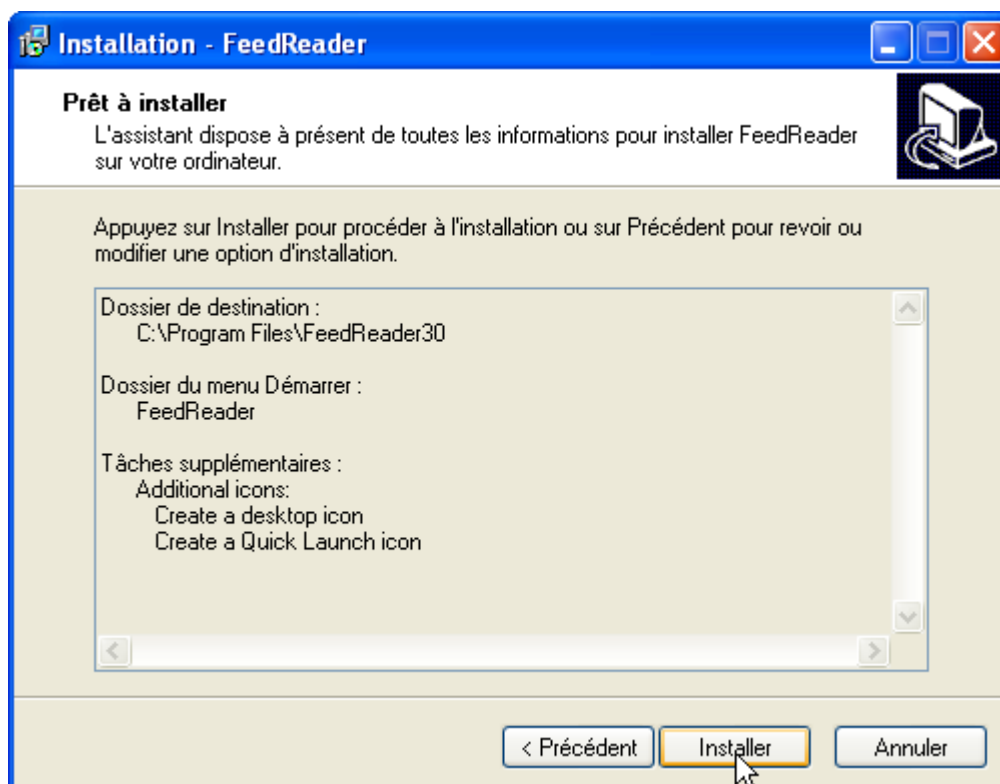 Installation - FeedReader
Prêt à installer
L'assistant dispose à présent de toutes les informations pour installer FeedReader
sur votre ordinateur.
Appuyez sur Installer pour procéder à l'installation ou sur Précédent pour revoir ou
modifier une option d'installation.
Dossier de destination :
C:\Program Files\FeedReader30
Dossier du menu Démarrer :
FeedReader
Tâches supplémentaires :
Additional icons:
Create a desktop icon
Create a Quick Launch icon
< Précédent Installer Annuler